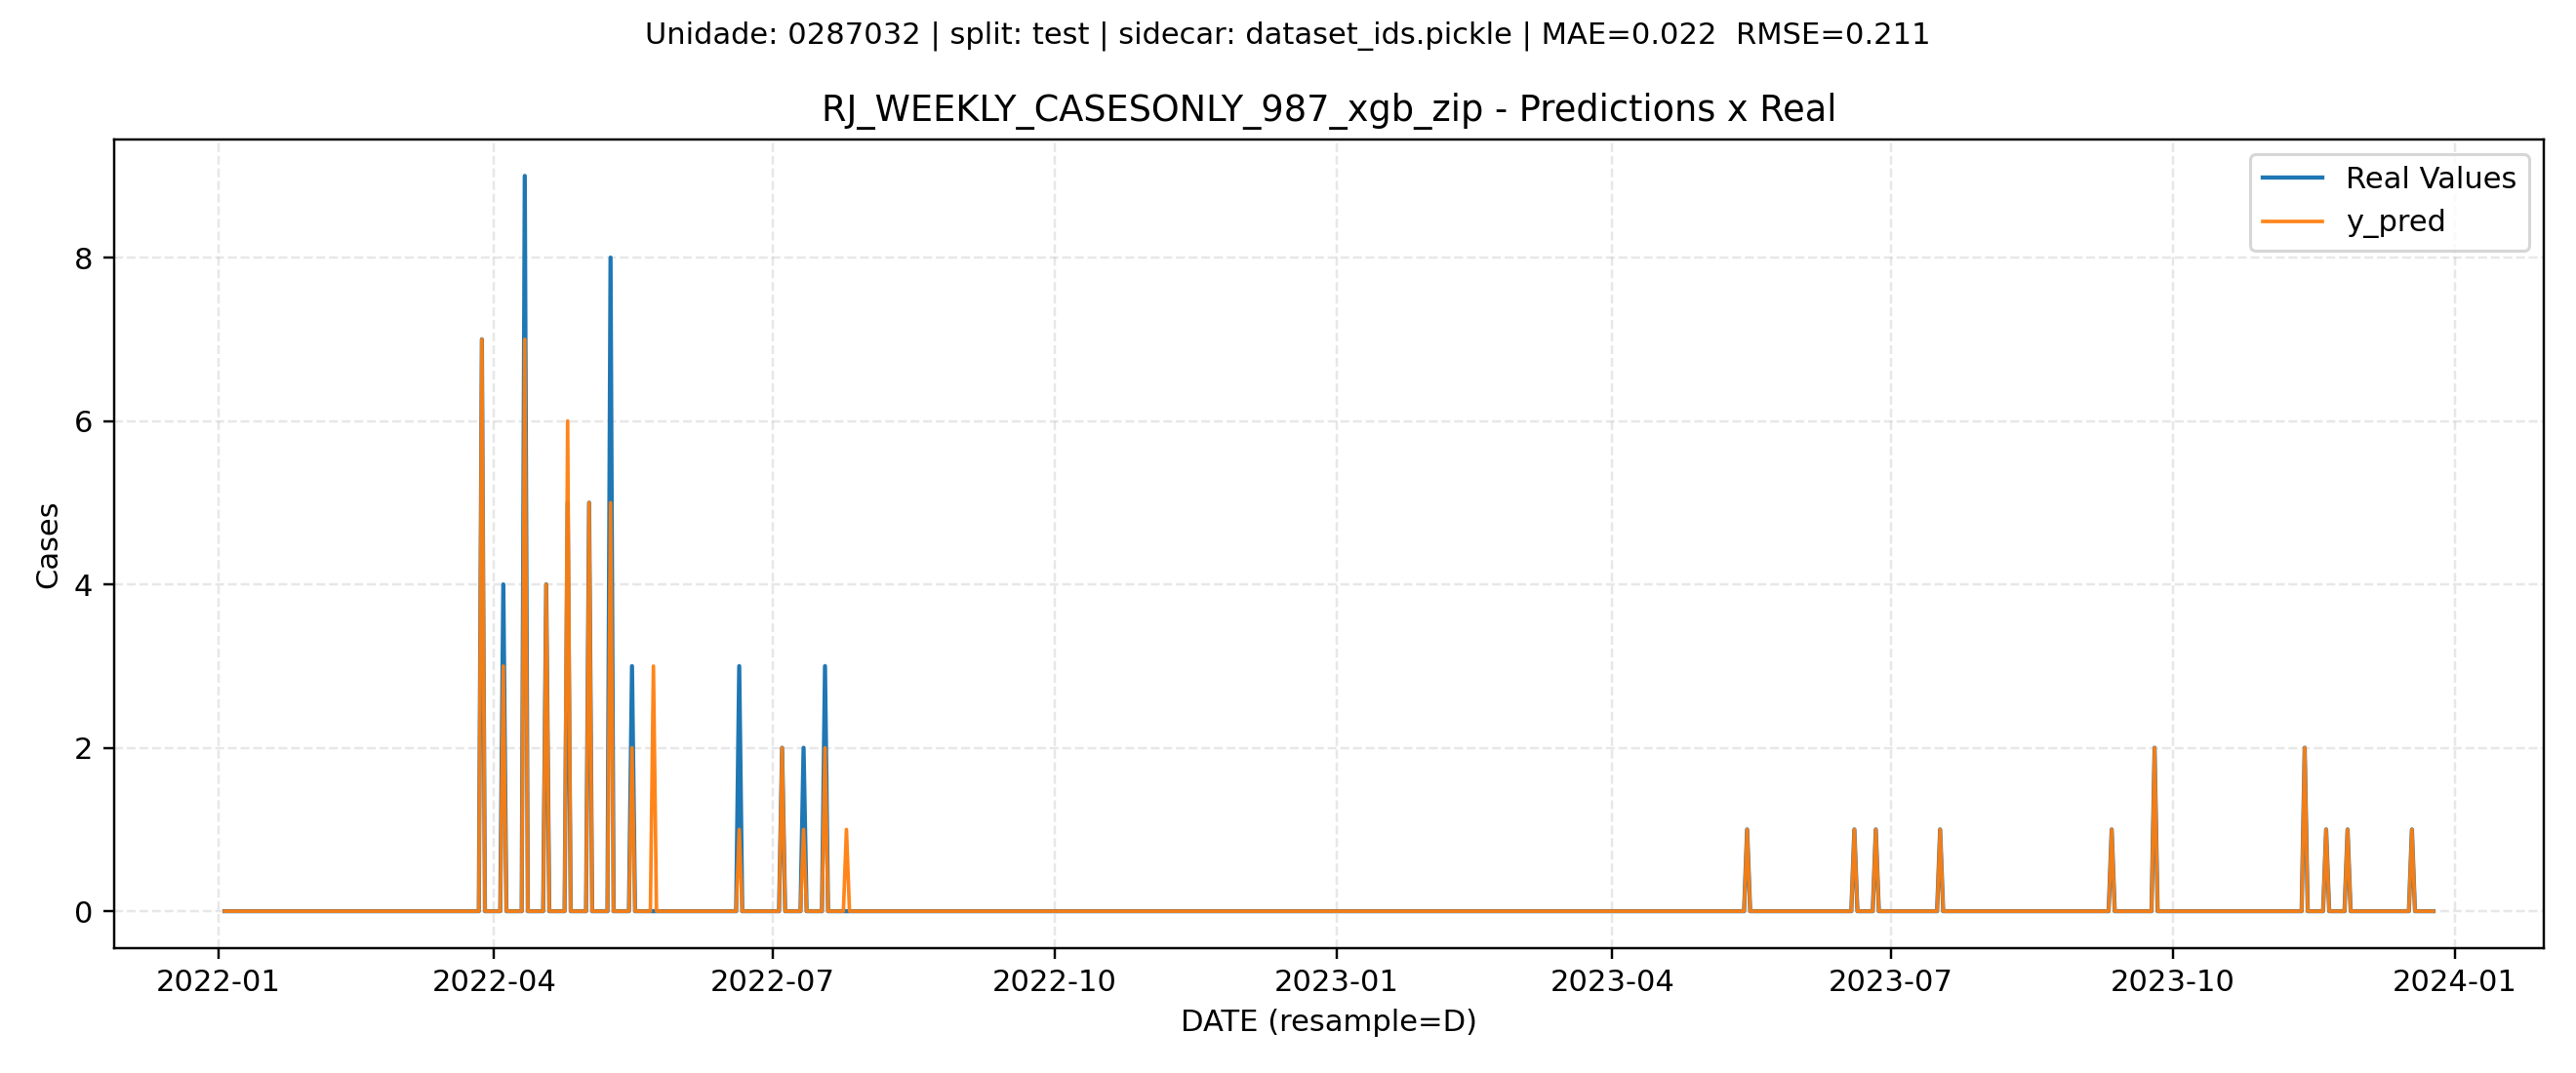 Unidade: 0287032 | split: test | sidecar: dataset_ids.pickle | MAE=0.022  RMSE=0.211
RJ_WEEKLY_CASESONLY_987_xgb_zip - Predictions x Real
Real Values
y_pred
8
6
4
2
0
Cases
2022-01 2022-04 2022-07 2022-10 2023-01 2023-04 2023-07 2023-10 2024-01
DATE (resample=D)